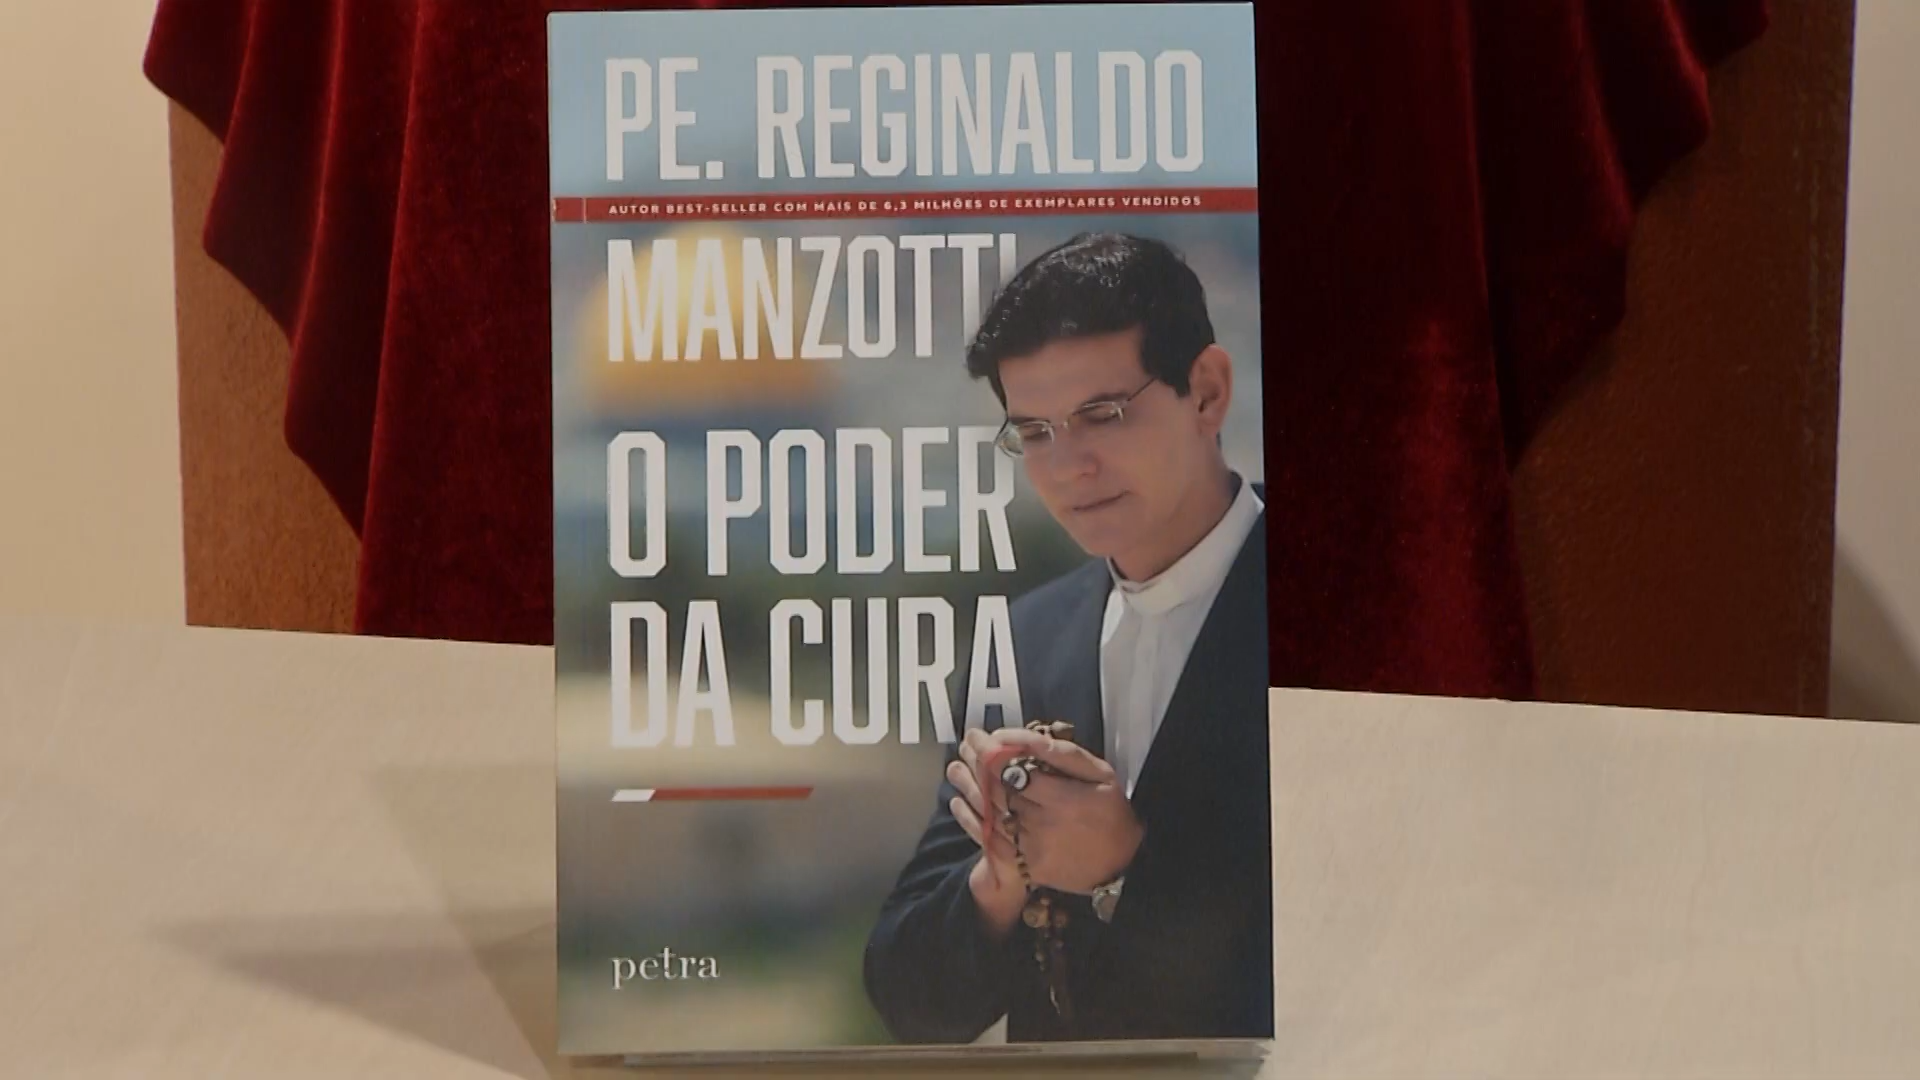 PE. REGINALDO
AUTOR BEST-SELLER COM MAIS DE 6,3 MILHÕES DE EXEMPLARES VENDIDOS
MANZOTTI
O PODER
DA CURA
petra